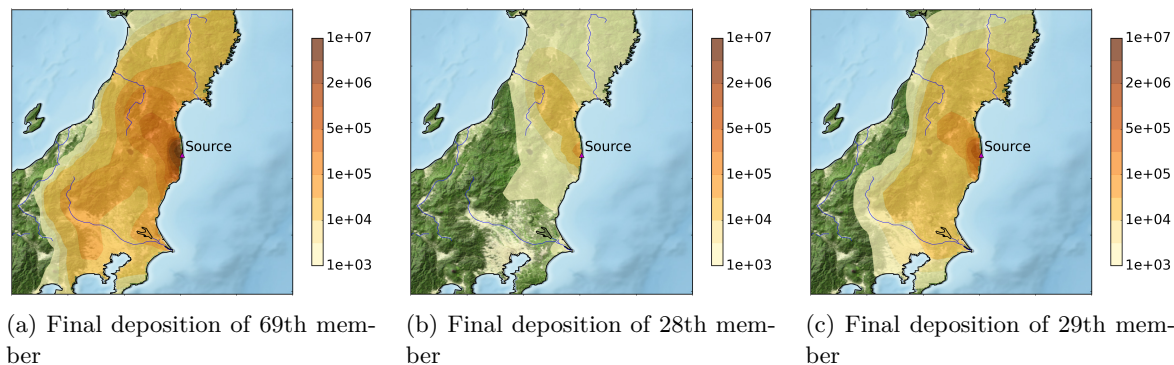 Source
1e+07
2e+06
5e+05
1e+05
1e+04
1e+03
(a) Final deposition of 69th mem-
ber
Source
1e+07
2e+06
5e+05
1e+05
1e+04
1e+03
(b) Final deposition of 28th mem-
ber
Source
1e+07
2e+06
5e+05
1e+05
1e+04
1e+03
(c) Final deposition of 29th mem-
ber